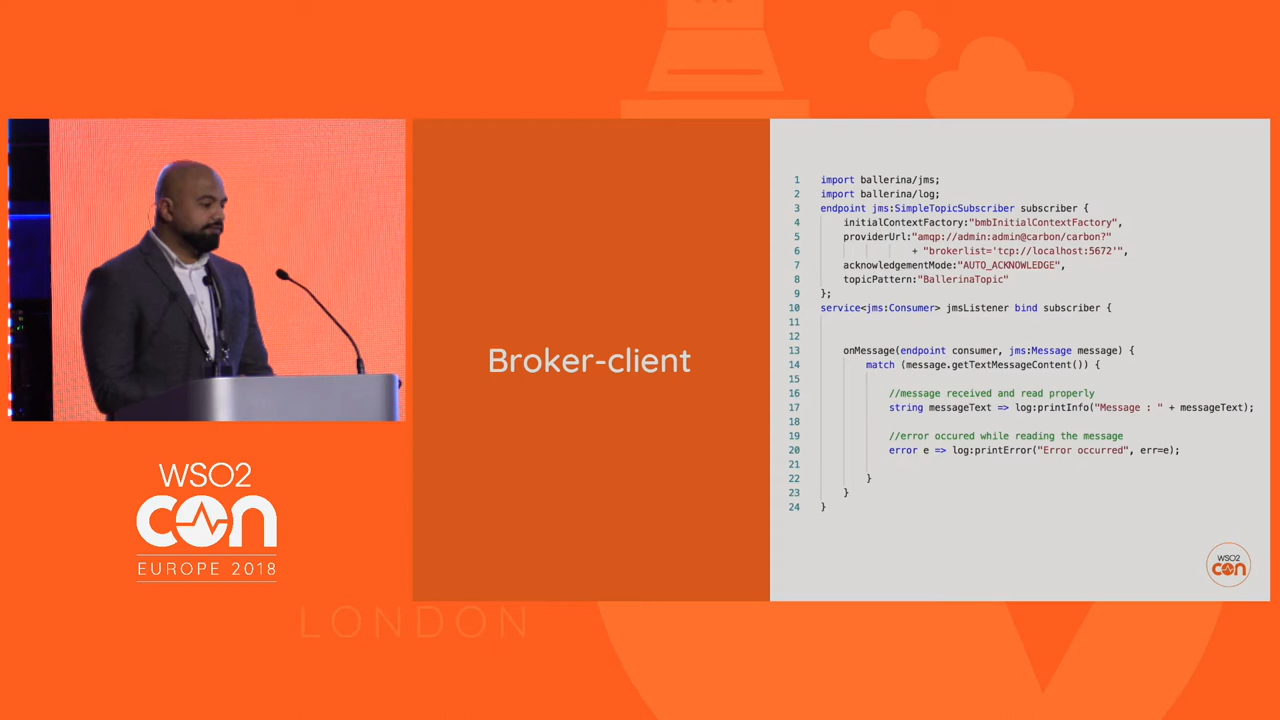 WSO2
con
EUROPE 2018
LONDON
Broker-client
1 import ballerina/jms;
2 import ballerina/log;
3 endpoint jms:SimpleTopicSubscriber subscriber {
4 initialContextFactory:"bmbInitialContextFactory",
5 providerUrl:"amqp://admin:admin@carbon/carbon?"
6 + "brokerlist='tcp://localhost:5672'",
7 acknowledgementMode:"AUTO_ACKNOWLEDGE",
8 topicPattern:"BallerinaTopic"
9 };
10 service<jms:Consumer> jmsListener bind subscriber {
11
12
13 onMessage(endpoint consumer, jms:Message message) {
14 match (message.getTextMessageContent()) {
15
16 //message received and read properly
17 string messageText => log:printInfo("Message : " + messageText);
18
19 //error occured while reading the message
20 error e => log:printError("Error occurred", err=e);
21
22 }
23 }
24 }
WSO2
con